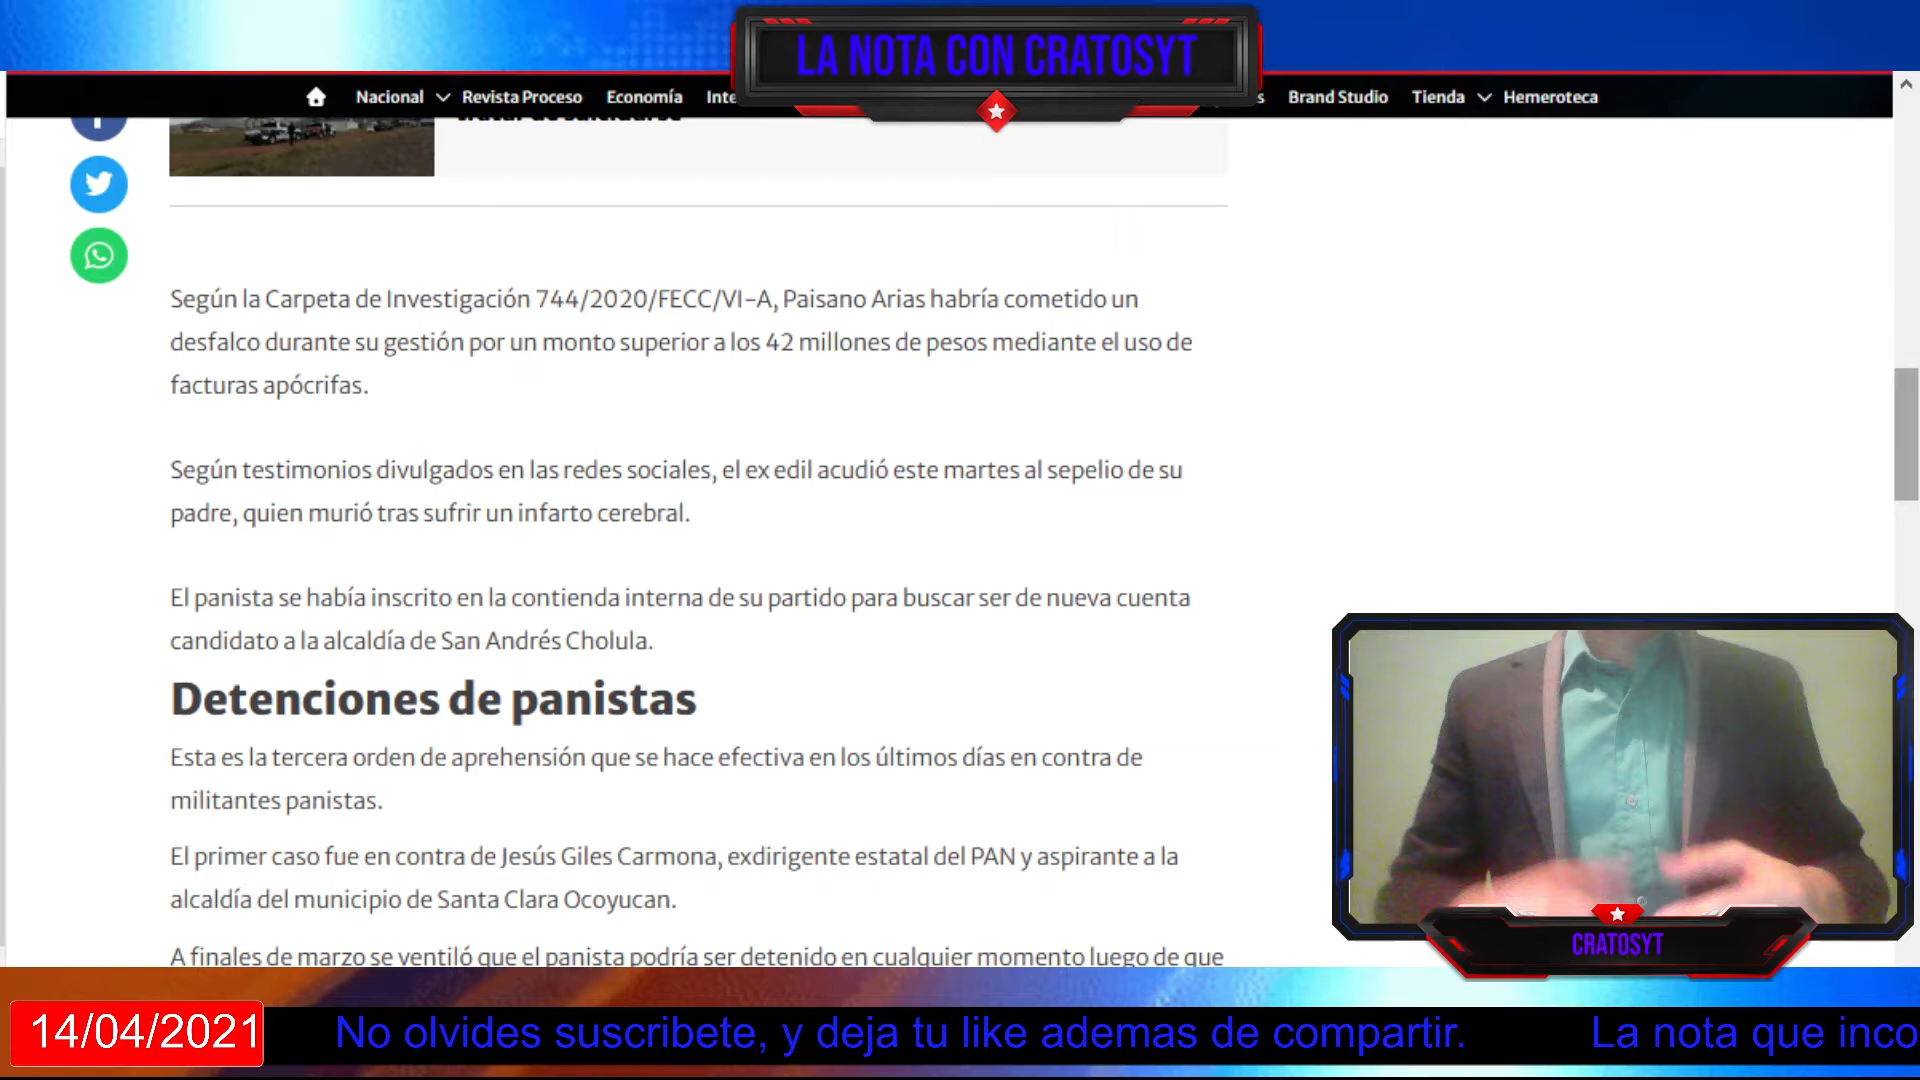 LA NOTA CON CRATOSYT
Nacional Revista Proceso Economía Brand Studio Tienda Hemeroteca
Según la Carpeta de Investigación 744/2020/FECC/VI-A, Paisano Arias habría cometido un
desfalco durante su gestión por un monto superior a los 42 millones de pesos mediante el uso de
facturas apócrifas.
Según testimonios divulgados en las redes sociales, el ex edil acudió este martes al sepelio de su
padre, quien murió tras sufrir un infarto cerebral.
El panista se había inscrito en la contienda interna de su partido para buscar ser de nueva cuenta
candidato a la alcaldía de San Andrés Cholula.
Detenciones de panistas
Esta es la tercera orden de aprehensión que se hace efectiva en los últimos días en contra de
militantes panistas.
El primer caso fue en contra de Jesús Giles Carmona, exdirigente estatal del PAN y aspirante a la
alcaldía del municipio de Santa Clara Ocoyucan.
A finales de marzo se ventiló que el panista podría ser detenido en cualquier momento luego de que
CRATOSYT
14/04/2021
No olvides suscribete, y deja tu like ademas de compartir. La nota que inco